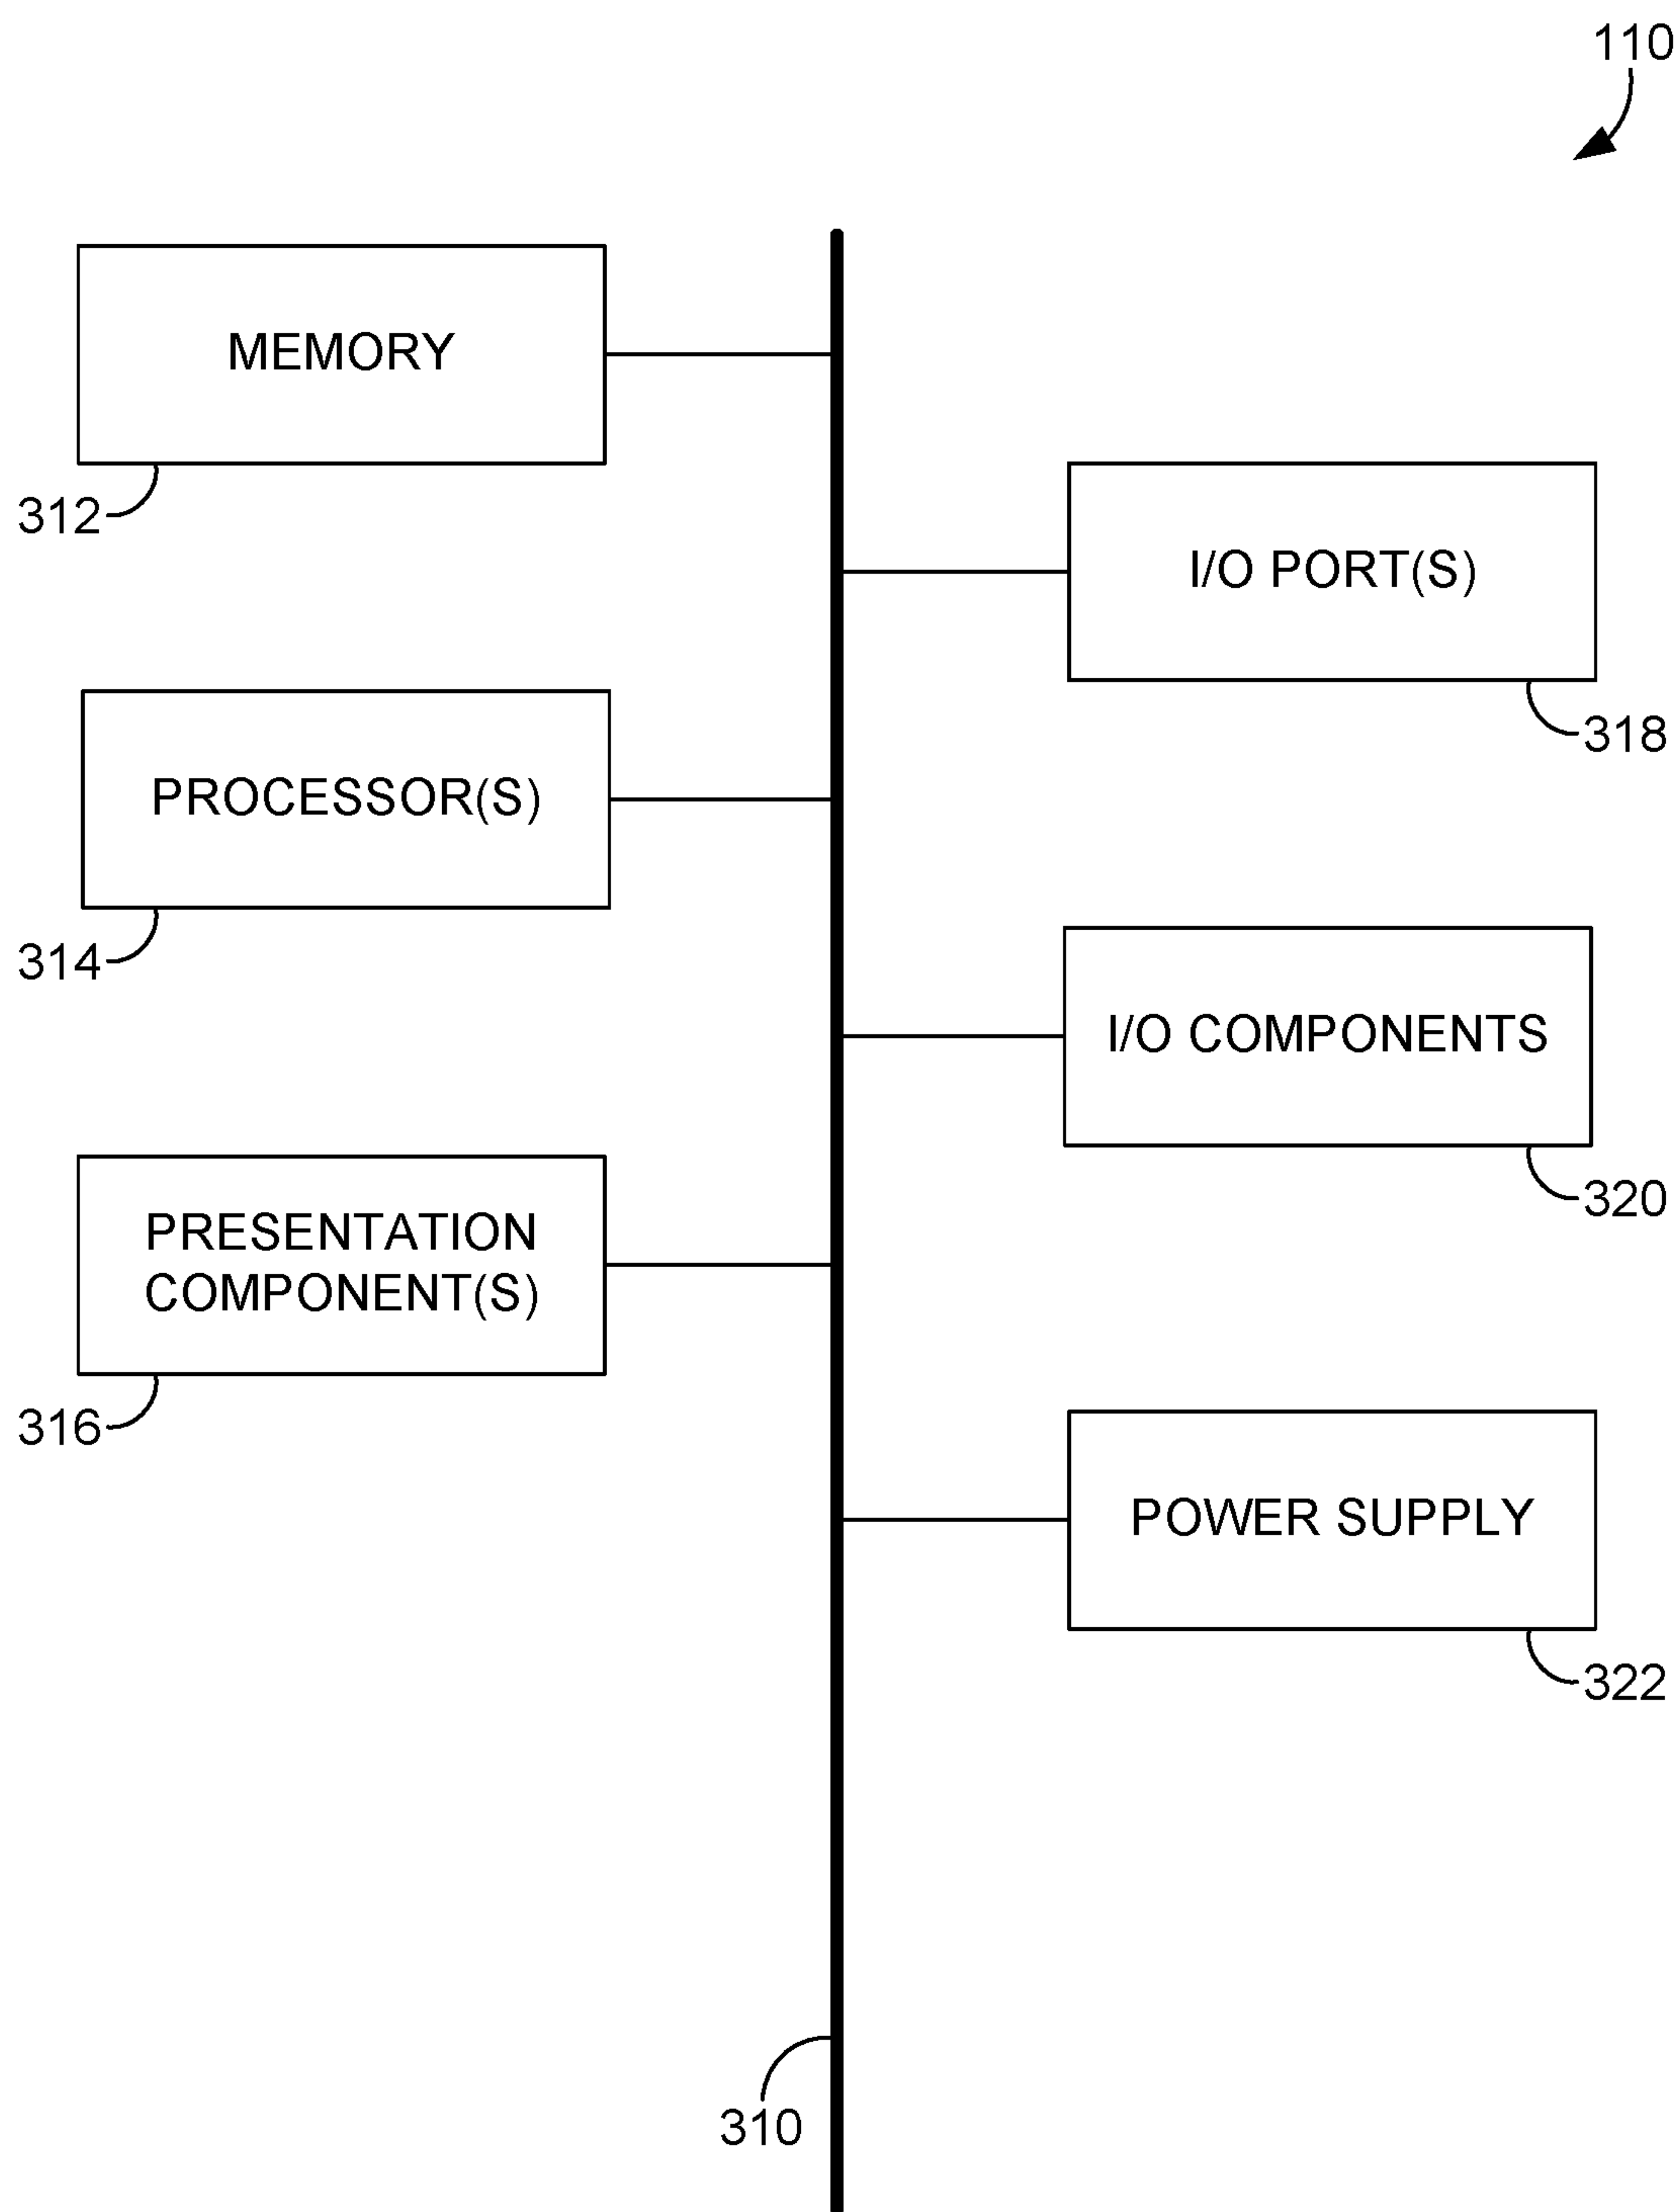 110
MEMORY
312
I/O PORT(S)
318
PROCESSOR(S)
314
I/O COMPONENTS
320
PRESENTATION
COMPONENT(S)
316
POWER SUPPLY
322
310